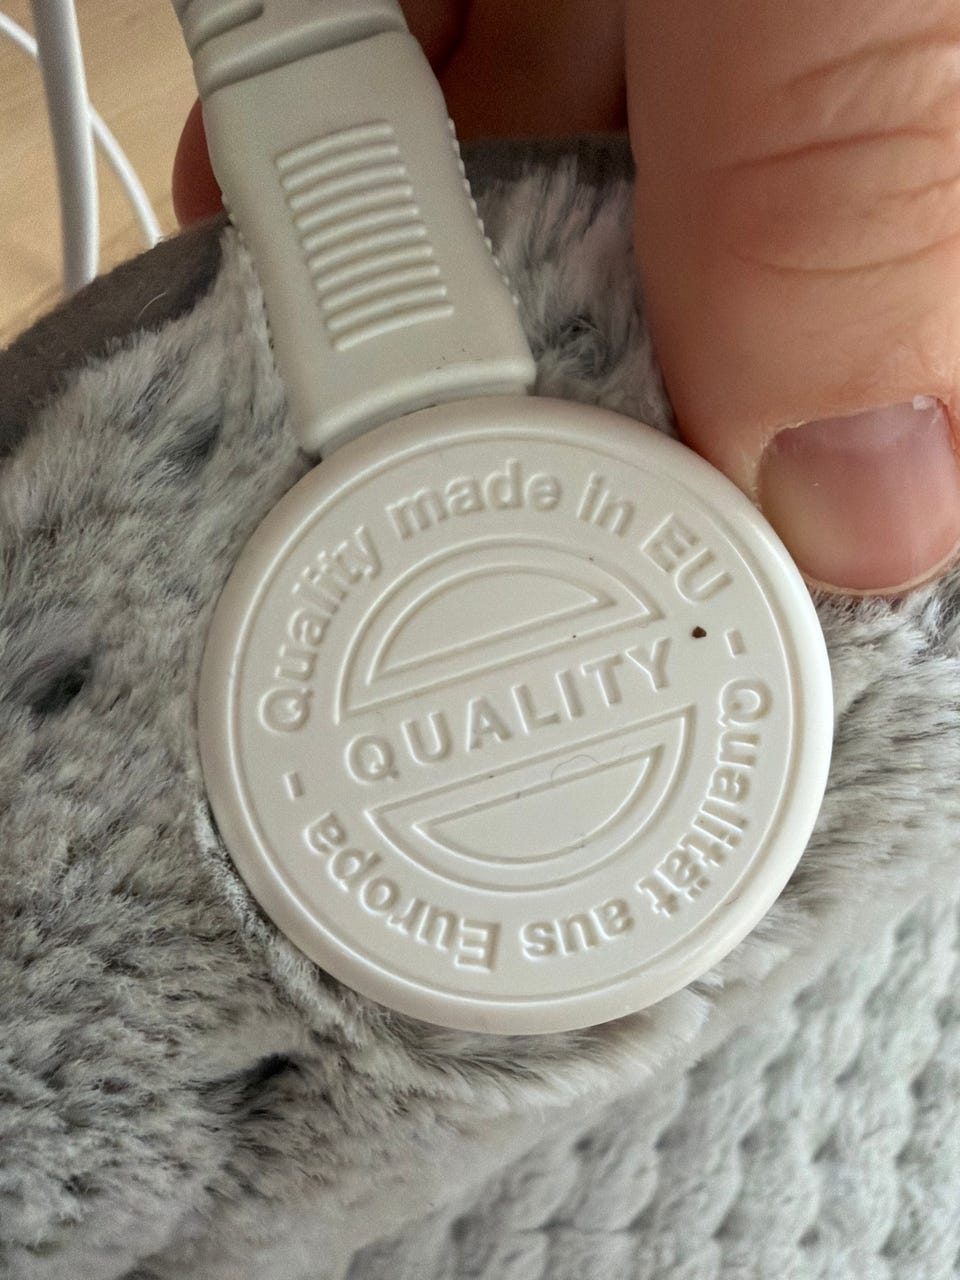 Quality made in EU
QUALITY
- Qualität aus Europa -